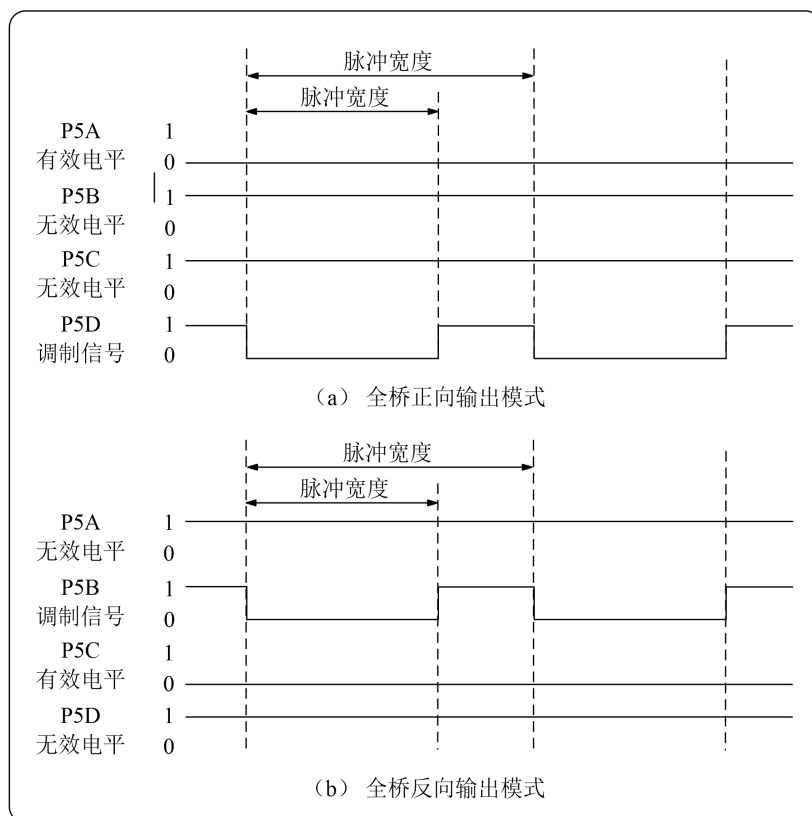 脉冲宽度
脉冲宽度
P5A 1
有效电平 0
P5B 1
无效电平 0
P5C 1
无效电平 0
P5D 1
调制信号 0
（a） 全桥正向输出模式
脉冲宽度
脉冲宽度
P5A 1
无效电平 0
P5B 1
调制信号 0
P5C 1
有效电平 0
P5D 1
无效电平 0
（b） 全桥反向输出模式